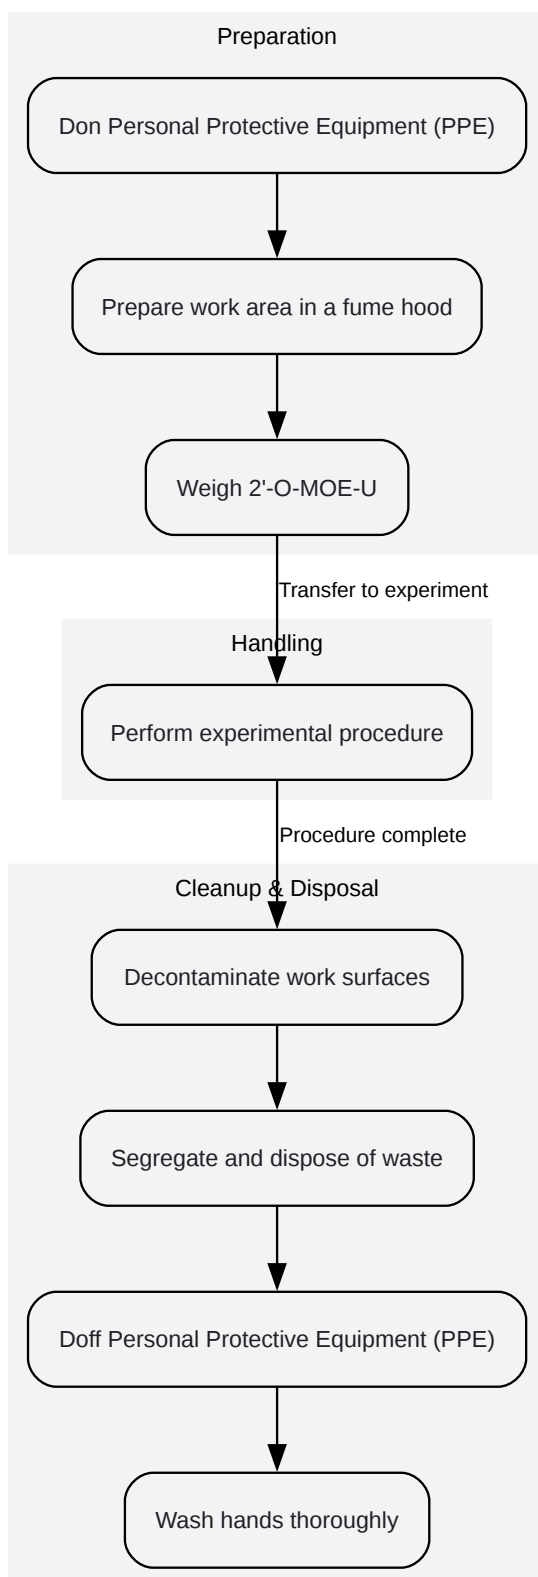 Preparation
Don Personal Protective Equipment (PPE)
Prepare work area in a fume hood
Weigh 2'-O-MOE-U
Transfer to experiment
Handling
Perform experimental procedure
Procedure complete
Cleanup & Disposal
Decontaminate work surfaces
Segregate and dispose of waste
Doff Personal Protective Equipment (PPE)
Wash hands thoroughly